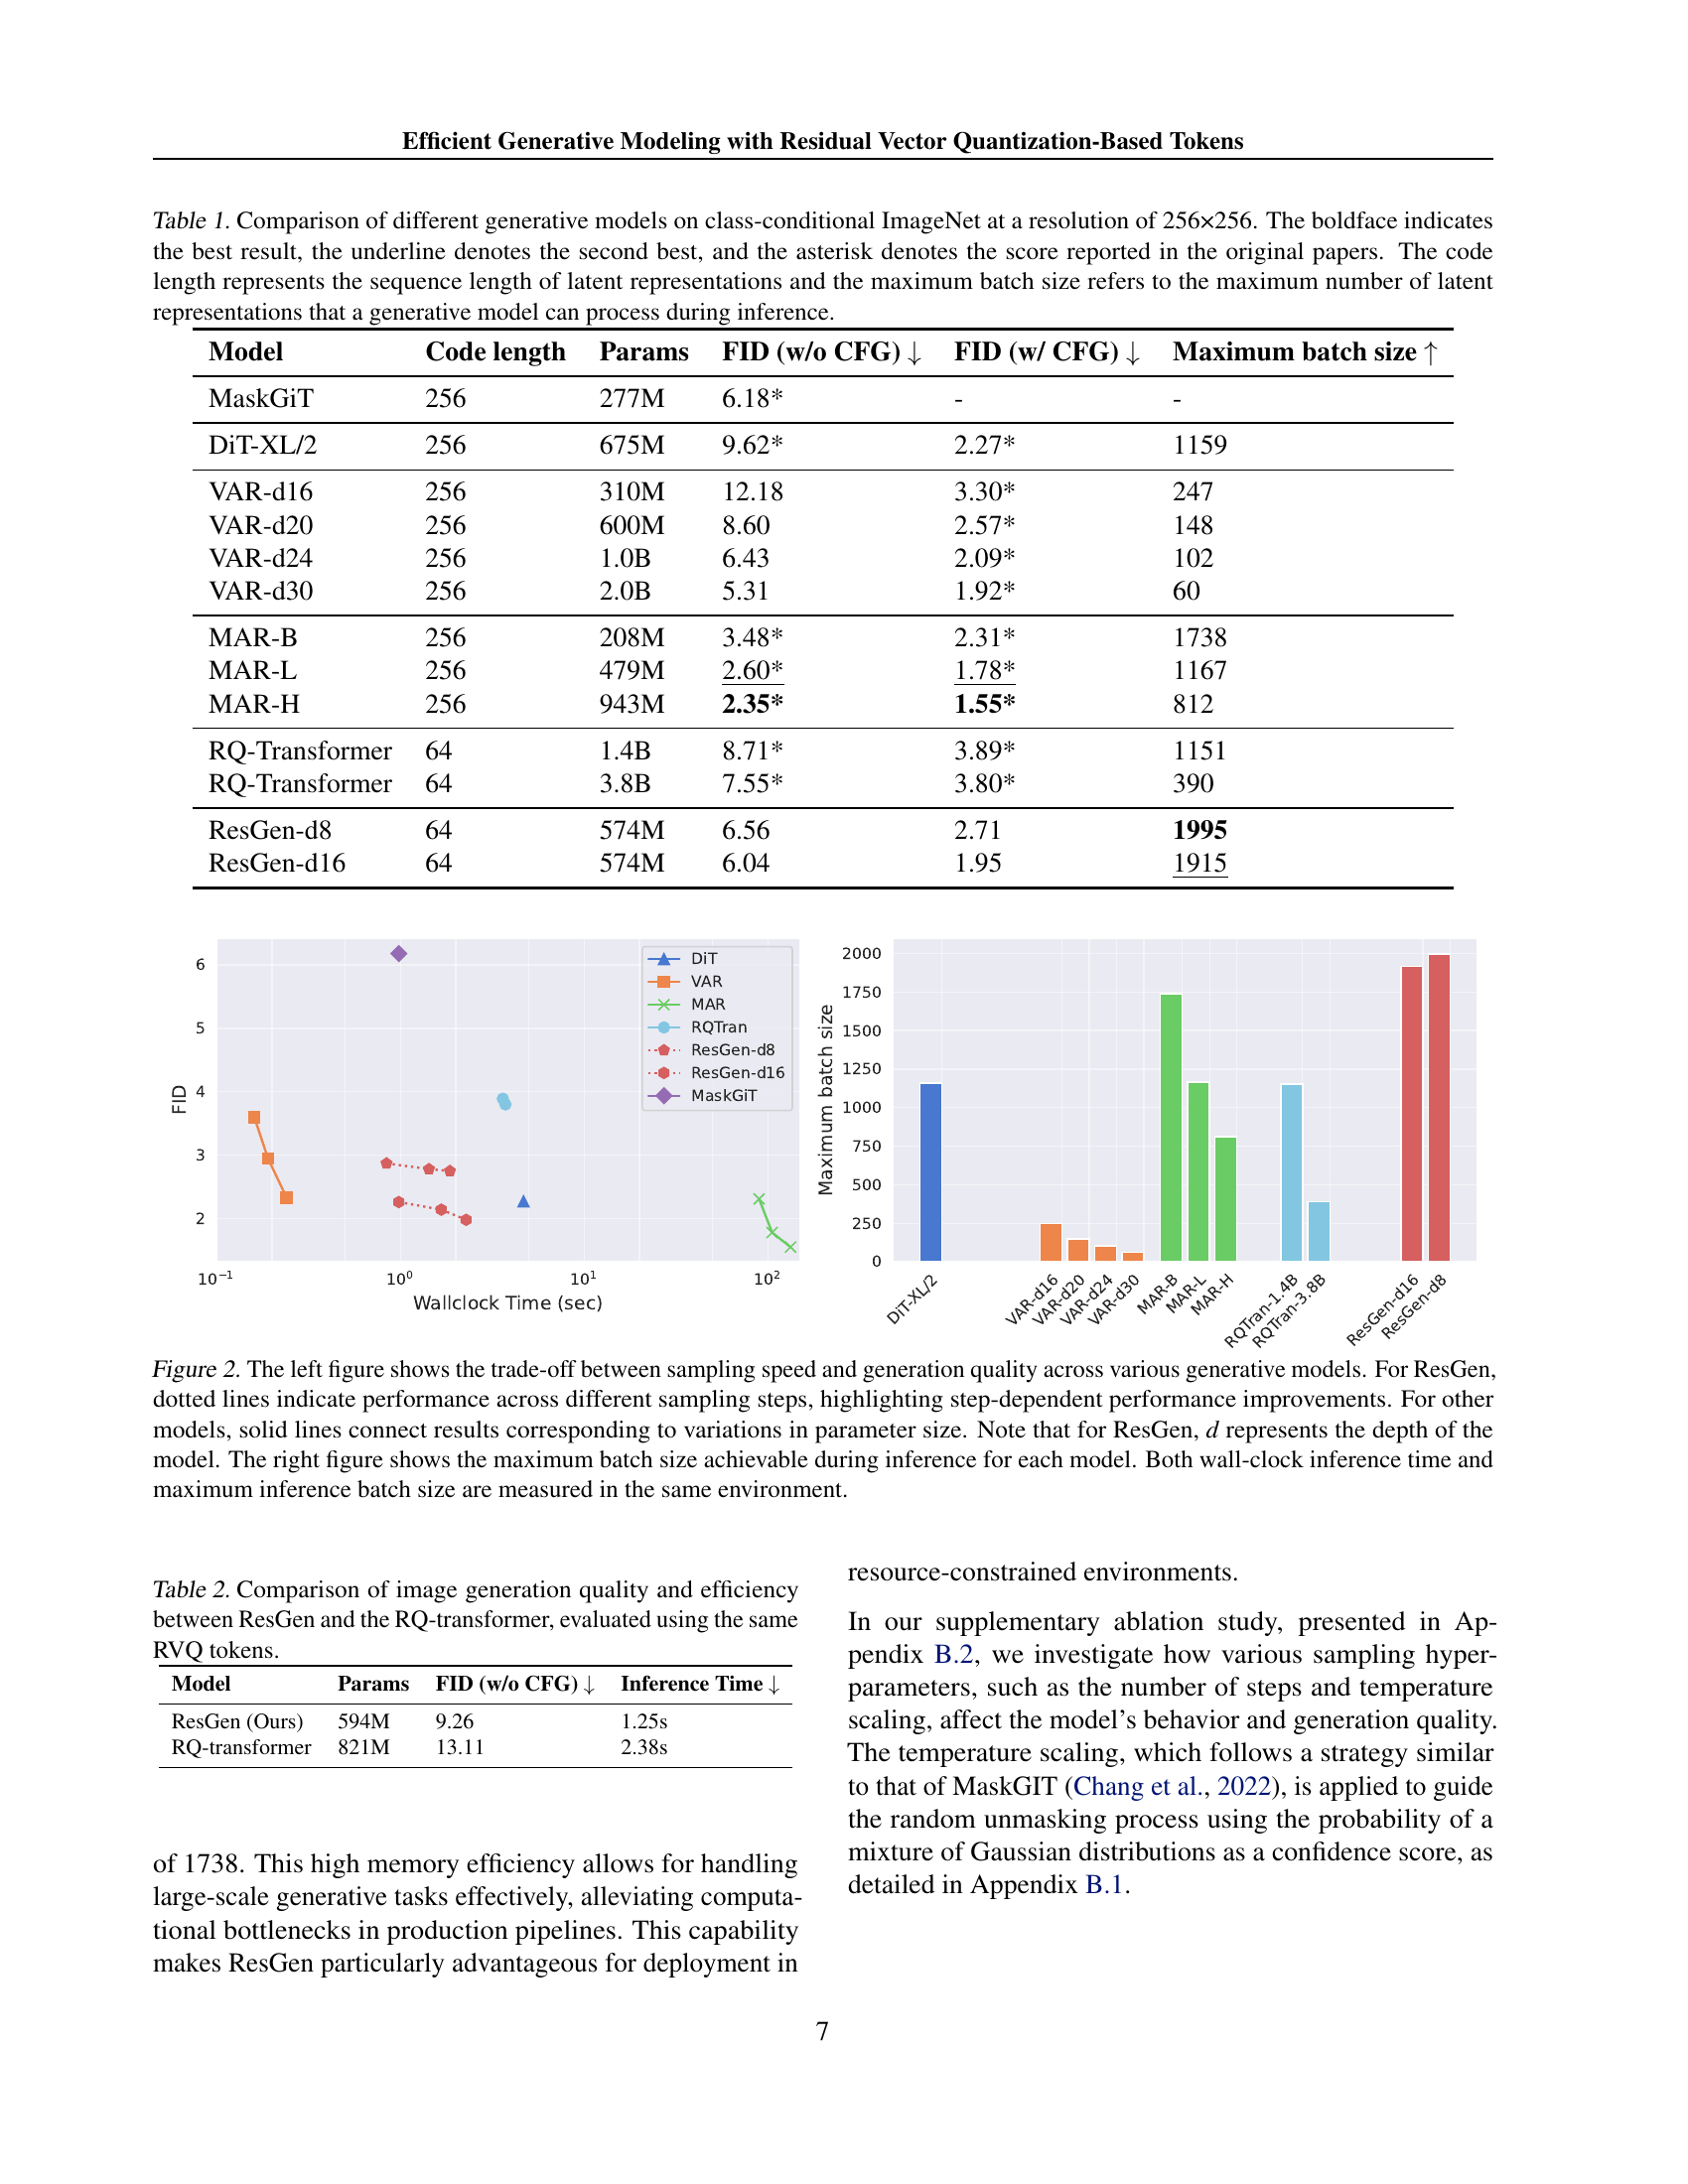 Efficient Generative Modeling with Residual Vector Quantization-Based Tokens
Table 1. Comparison of different generative models on class-conditional ImageNet at a resolution of 256×256. The boldface indicates
the best result, the underline denotes the second best, and the asterisk denotes the score reported in the original papers. The code
length represents the sequence length of latent representations and the maximum batch size refers to the maximum number of latent
representations that a generative model can process during inference.
Model Code length Params FID (w/o CFG) ↓ FID (w/ CFG) ↓ Maximum batch size ↑
MaskGiT 256 277M 6.18* - -
DiT-XL/2 256 675M 9.62* 2.27* 1159
VAR-d16 256 310M 12.18 3.30* 247
VAR-d20 256 600M 8.60 2.57* 148
VAR-d24 256 1.0B 6.43 2.09* 102
VAR-d30 256 2.0B 5.31 1.92* 60
MAR-B 256 208M 3.48* 2.31* 1738
MAR-L 256 479M 2.60* 1.78* 1167
MAR-H 256 943M 2.35* 1.55* 812
RQ-Transformer 64 1.4B 8.71* 3.89* 1151
RQ-Transformer 64 3.8B 7.55* 3.80* 390
ResGen-d8 64 574M 6.56 2.71 1995
ResGen-d16 64 574M 6.04 1.95 1915
6
5
4
3
2
FID
10⁻¹ 10⁰ 10¹ 10²
Wallclock Time (sec)
DiT
VAR
MAR
RQTran
ResGen-d8
ResGen-d16
MaskGiT
2000
1750
1500
1250
1000
750
500
250
0
Maximum batch size
DiT-XL/2 VAR-d16 VAR-d20 VAR-d24 VAR-d30 MAR-B MAR-L MAR-H RQTran-1.4B RQTran-3.8B ResGen-d16 ResGen-d8
Figure 2. The left figure shows the trade-off between sampling speed and generation quality across various generative models. For ResGen,
dotted lines indicate performance across different sampling steps, highlighting step-dependent performance improvements. For other
models, solid lines connect results corresponding to variations in parameter size. Note that for ResGen, d represents the depth of the
model. The right figure shows the maximum batch size achievable during inference for each model. Both wall-clock inference time and
maximum inference batch size are measured in the same environment.
Table 2. Comparison of image generation quality and efficiency
between ResGen and the RQ-transformer, evaluated using the same
RVQ tokens.
Model Params FID (w/o CFG) ↓ Inference Time ↓
ResGen (Ours) 594M 9.26 1.25s
RQ-transformer 821M 13.11 2.38s
of 1738. This high memory efficiency allows for handling
large-scale generative tasks effectively, alleviating computa-
tional bottlenecks in production pipelines. This capability
makes ResGen particularly advantageous for deployment in
resource-constrained environments.
In our supplementary ablation study, presented in Ap-
pendix B.2, we investigate how various sampling hyper-
parameters, such as the number of steps and temperature
scaling, affect the model's behavior and generation quality.
The temperature scaling, which follows a strategy similar
to that of MaskGIT (Chang et al., 2022), is applied to guide
the random unmasking process using the probability of a
mixture of Gaussian distributions as a confidence score, as
detailed in Appendix B.1.
7